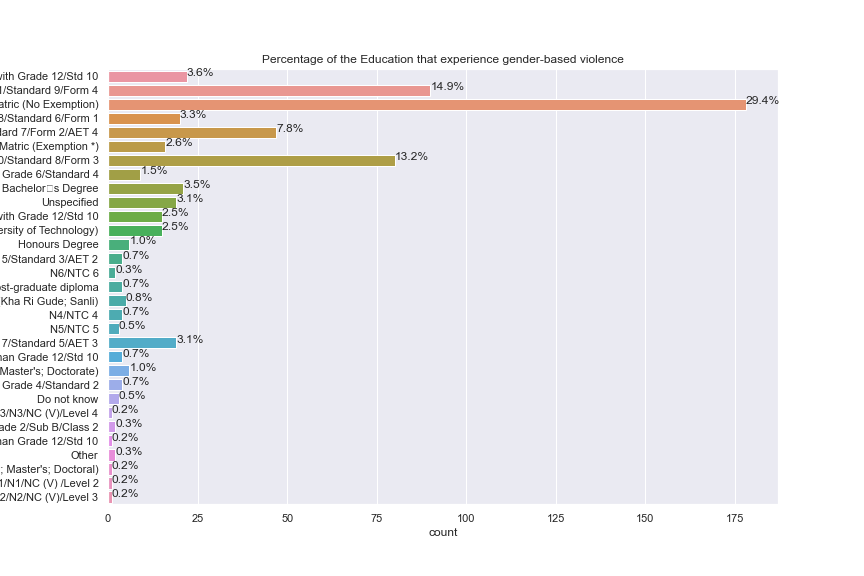 Percentage of the Education that experience gender-based violence
with Grade 12/Std 10 3.6%
1/Standard 9/Form 4 14.9%
atric (No Exemption) 29.4%
8/Standard 6/Form 1 3.3%
dard 7/Form 2/AET 4 7.8%
Matric (Exemption *) 2.6%
0/Standard 8/Form 3 13.2%
Grade 6/Standard 4 1.5%
Bachelor□s Degree 3.5%
Unspecified 3.1%
with Grade 12/Std 10 2.5%
ersity of Technology) 2.5%
Honours Degree 1.0%
5/Standard 3/AET 2 0.7%
N6/NTC 6 0.3%
ost-graduate diploma 0.7%
(Kha Ri Gude; Sanli) 0.8%
N4/NTC 4 0.7%
N5/NTC 5 0.5%
7/Standard 5/AET 3 3.1%
han Grade 12/Std 10 0.7%
Master's; Doctorate) 1.0%
Grade 4/Standard 2 0.7%
Do not know 0.5%
3/N3/NC (V)/Level 4 0.2%
ade 2/Sub B/Class 2 0.3%
han Grade 12/Std 10 0.2%
Other 0.3%
; Master's; Doctoral) 0.2%
1/N1/NC (V) /Level 2 0.2%
2/N2/NC (V)/Level 3 0.2%
0 25 50 75 100 125 150 175
count